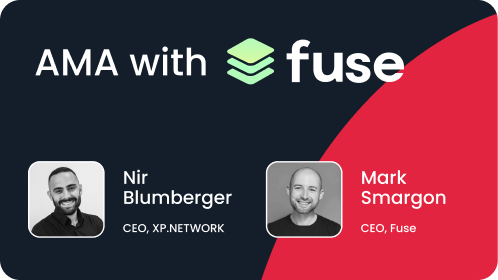 AMA with fuse
Nir
Blumberger
CEO, XP.NETWORK
Mark
Smargon
CEO, Fuse